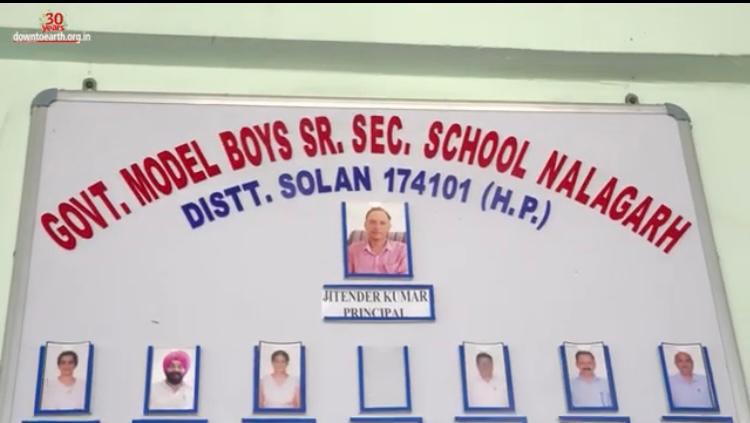 30
years
downtoearth.org.in
GOVT. MODEL BOYS SR. SEC. SCHOOL NALAGARH
DISTT. SOLAN 174101 (H.P.)
JITENDER KUMAR
PRINCIPAL